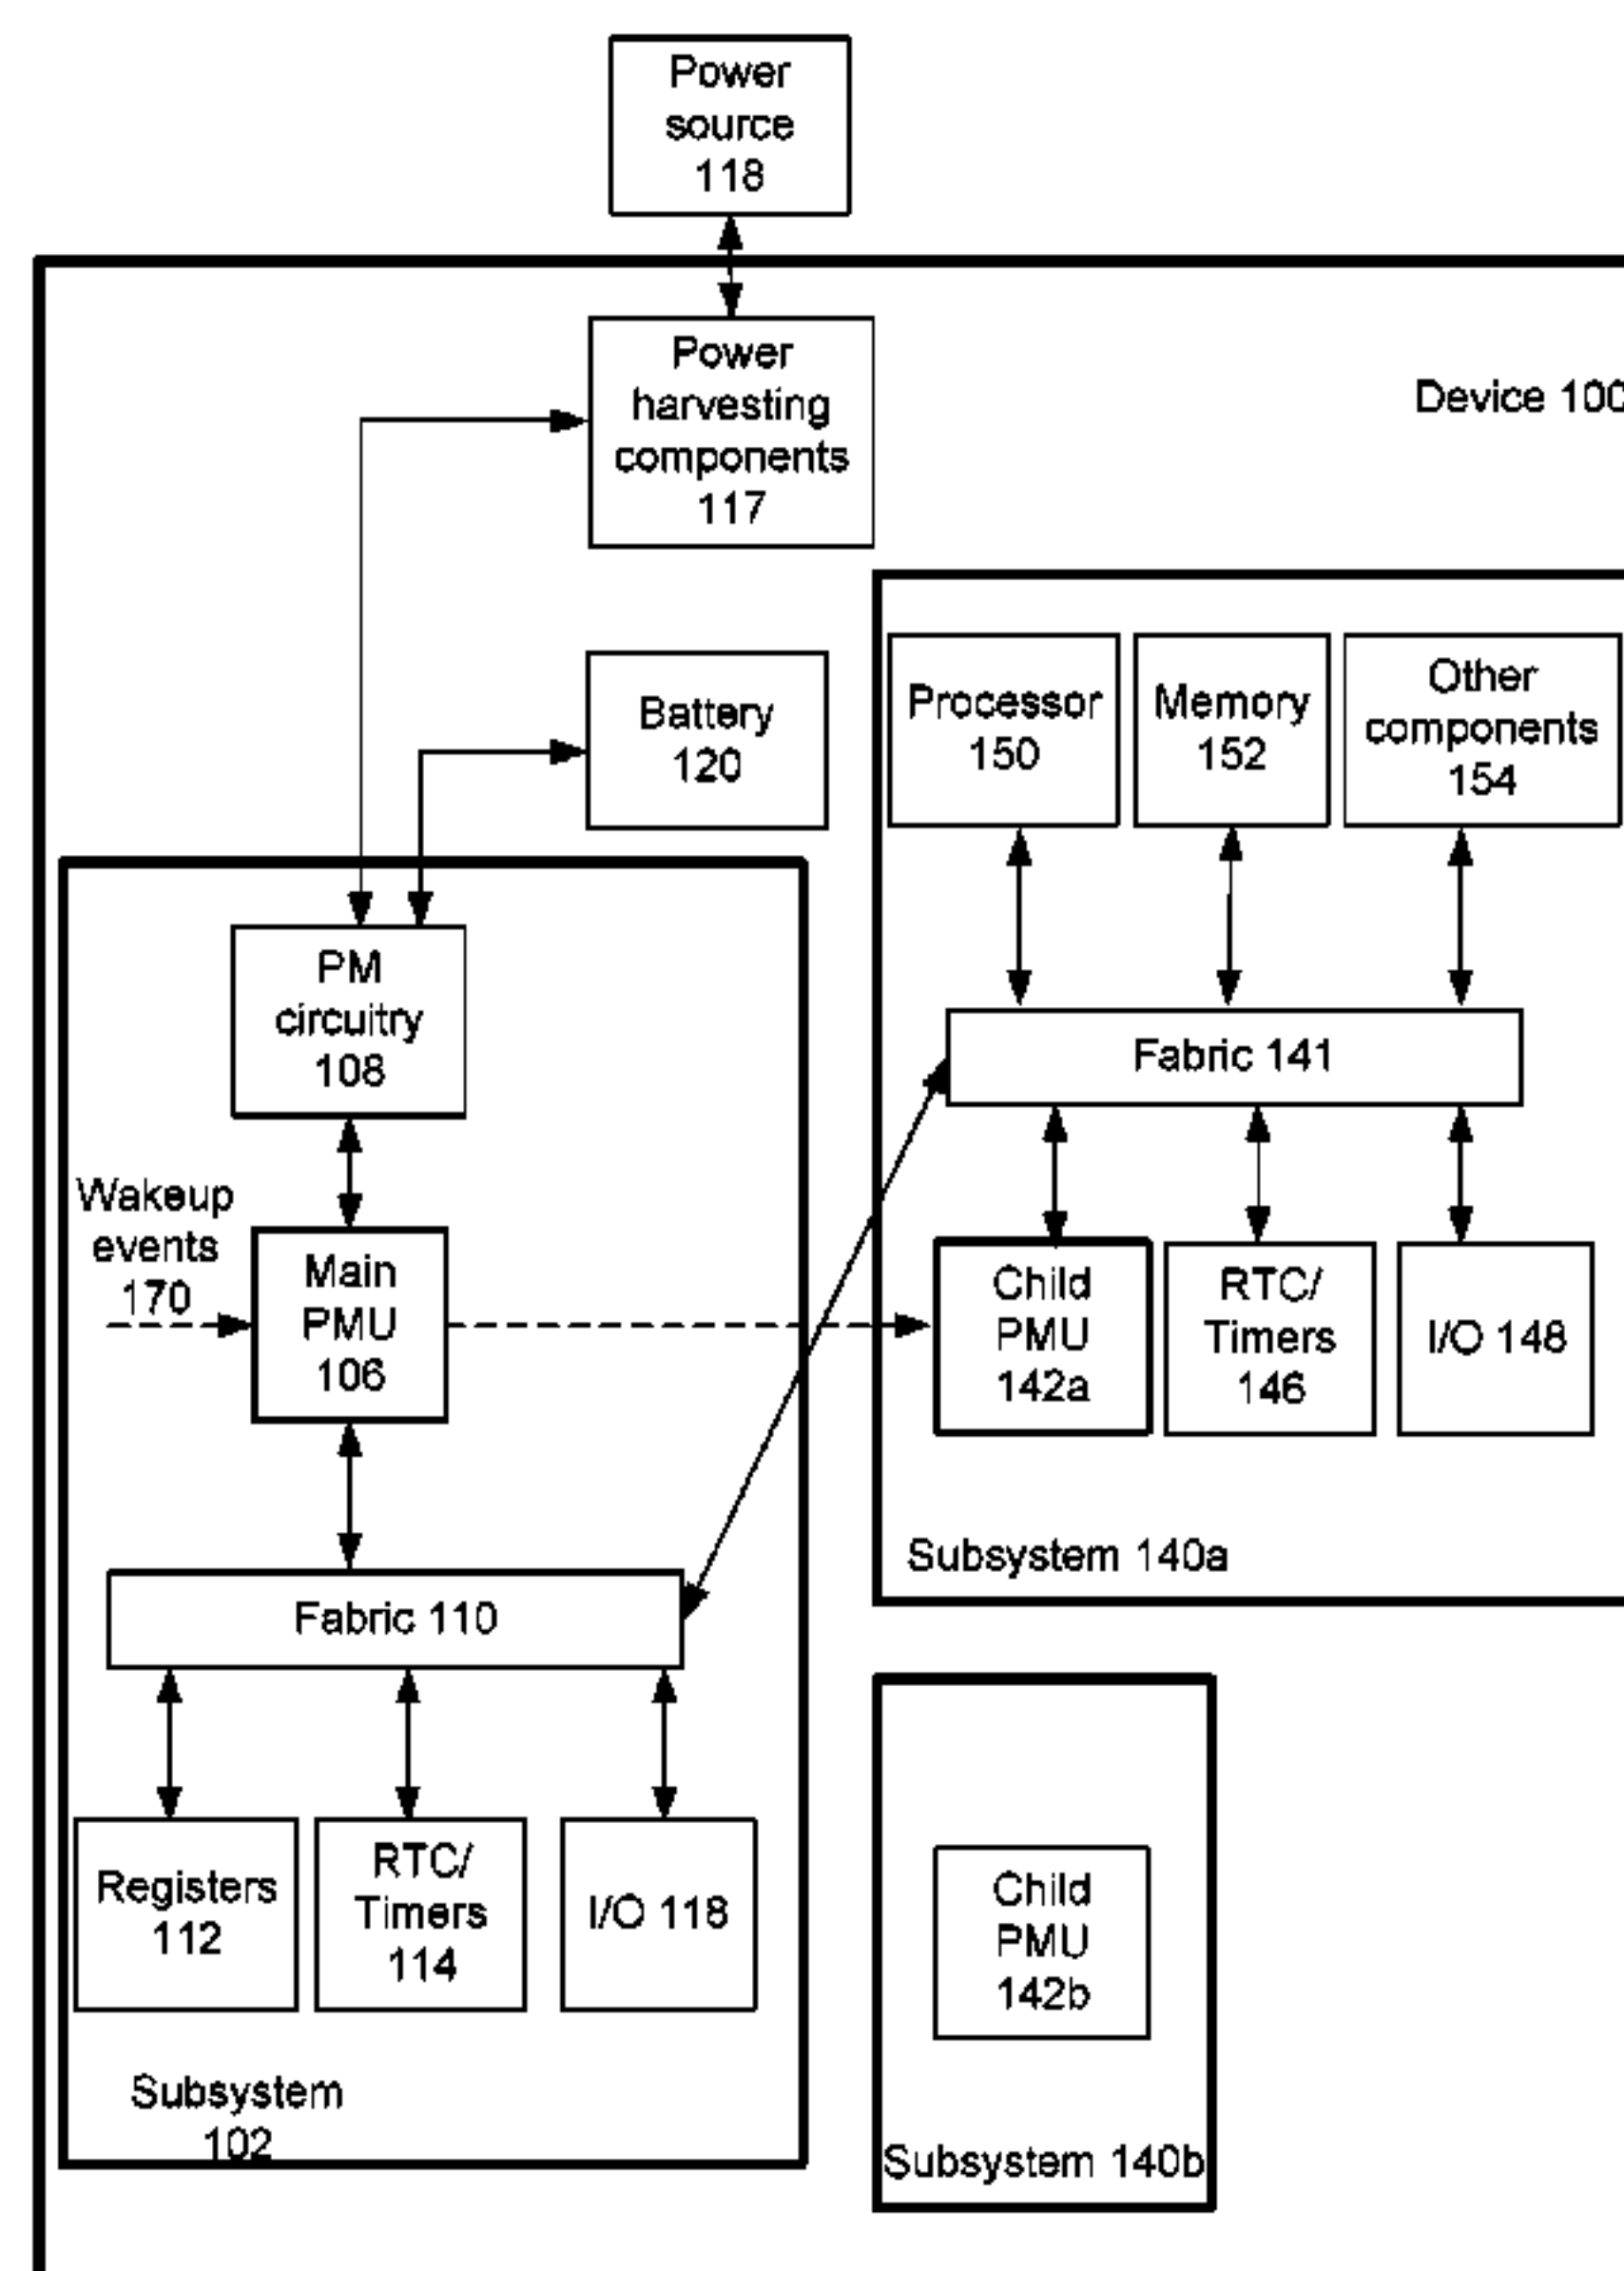 Power
source
118
Power
harvesting
components
117
Device 100
Battery
120
Processor
150
Memory
152
Other
components
154
PM
circuitry
108
Fabric 141
Wakeup
events
170
Main
PMU
106
Child
PMU
142a
RTC/
Timers
146
I/O 148
Subsystem 140a
Fabric 110
Registers
112
RTC/
Timers
114
I/O 118
Child
PMU
142b
Subsystem
102
Subsystem 140b